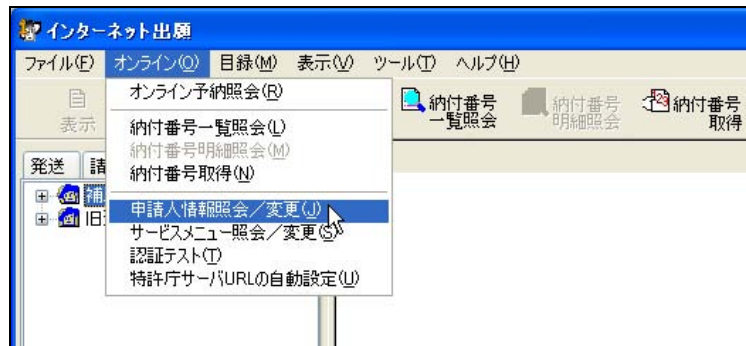 インターネット出願
ファイル(F) オンライン(O) 目録(M) 表示(V) ツール(T) ヘルプ(H)
表示
納付番号一覧照会
納付番号明細照会
納付番号取得
オンライン予納照会(R)
納付番号一覧照会(L)
納付番号明細照会(M)
納付番号取得(N)
申請人情報照会／変更(J)
サービスメニュー照会／変更(S)
認証テスト(T)
特許庁サーバURLの自動設定(U)
発送 請
補
旧